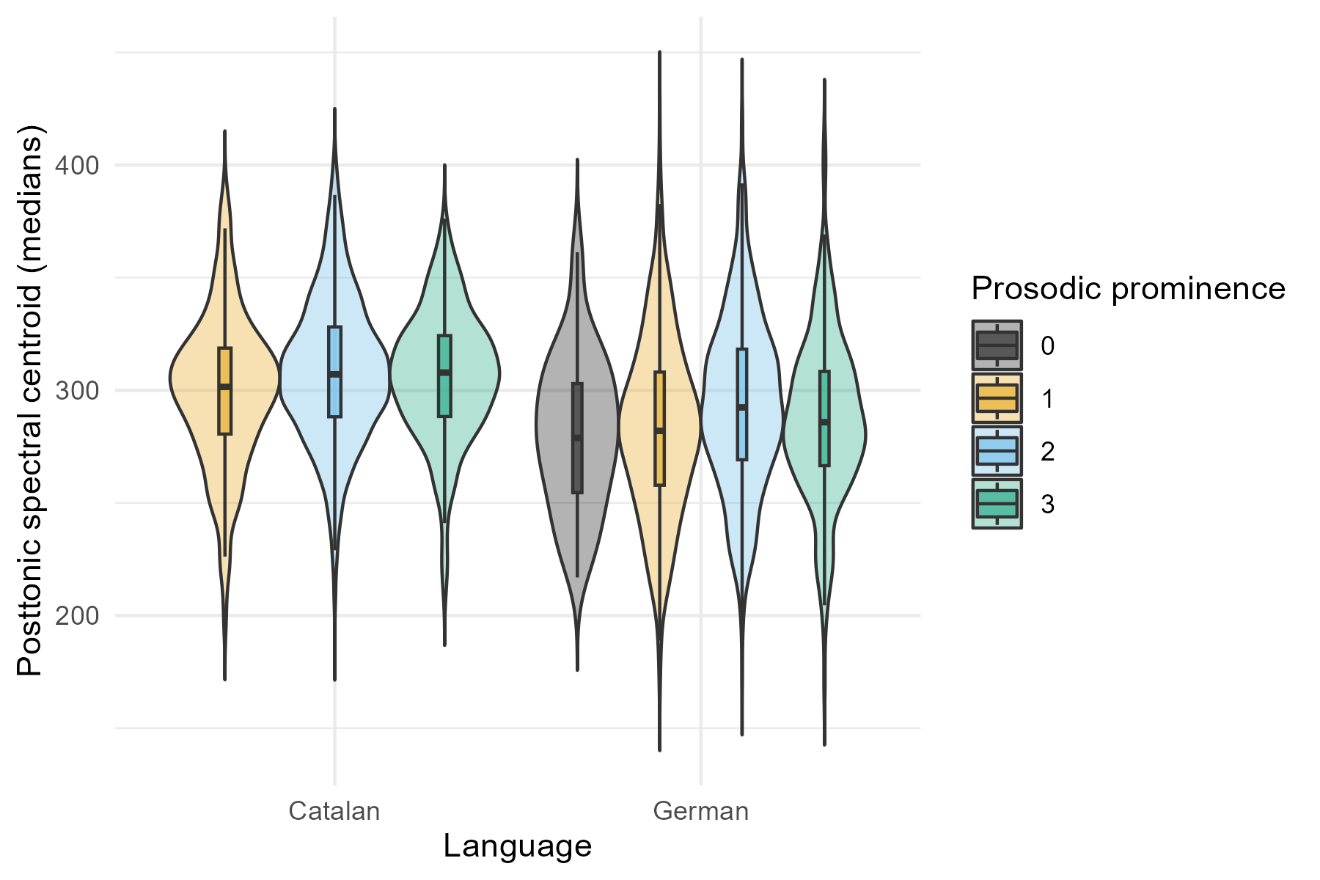 Posttonic spectral centroid (medians)
400
300
200
Catalan
German
Language
Prosodic prominence
0
1
2
3